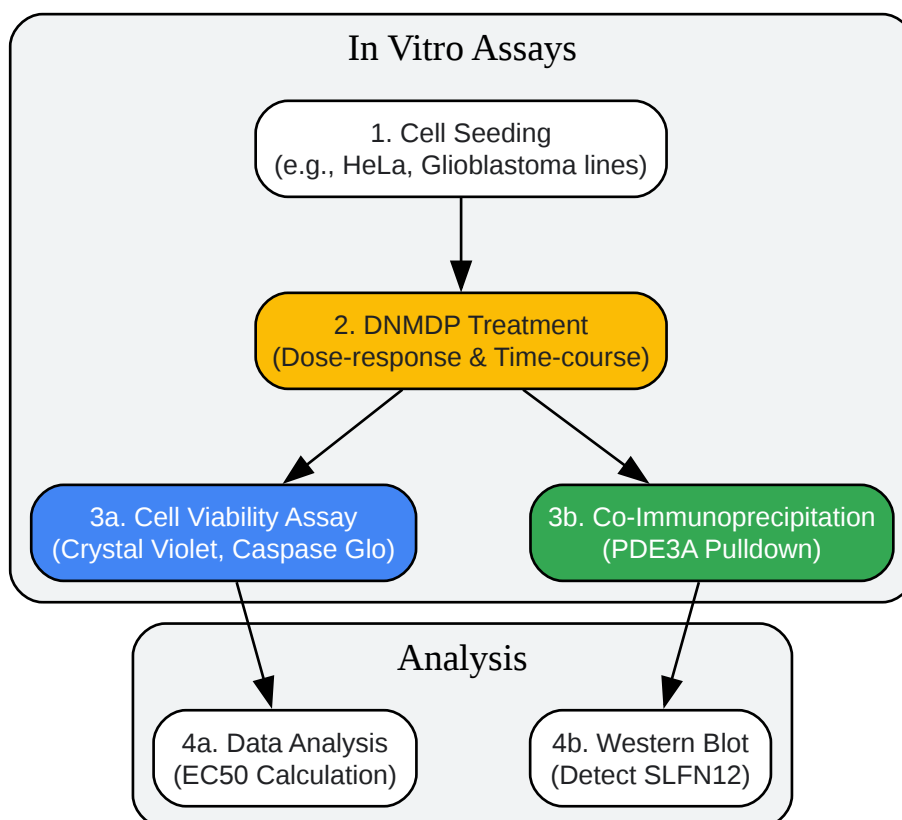 In Vitro Assays
1. Cell Seeding
(e.g., HeLa, Glioblastoma lines)
2. DNMDP Treatment
(Dose-response & Time-course)
3a. Cell Viability Assay
(Crystal Violet, Caspase Glo)
3b. Co-Immunoprecipitation
(PDE3A Pulldown)
Analysis
4a. Data Analysis
(EC50 Calculation)
4b. Western Blot
(Detect SLFN12)